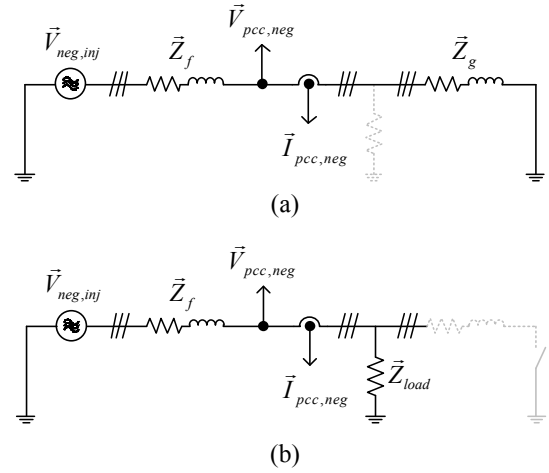 V⃗neg,inj
Z⃗f
V⃗pcc,neg
I⃗pcc,neg
Z⃗g
(a)
V⃗neg,inj
Z⃗f
V⃗pcc,neg
I⃗pcc,neg
Z⃗load
(b)